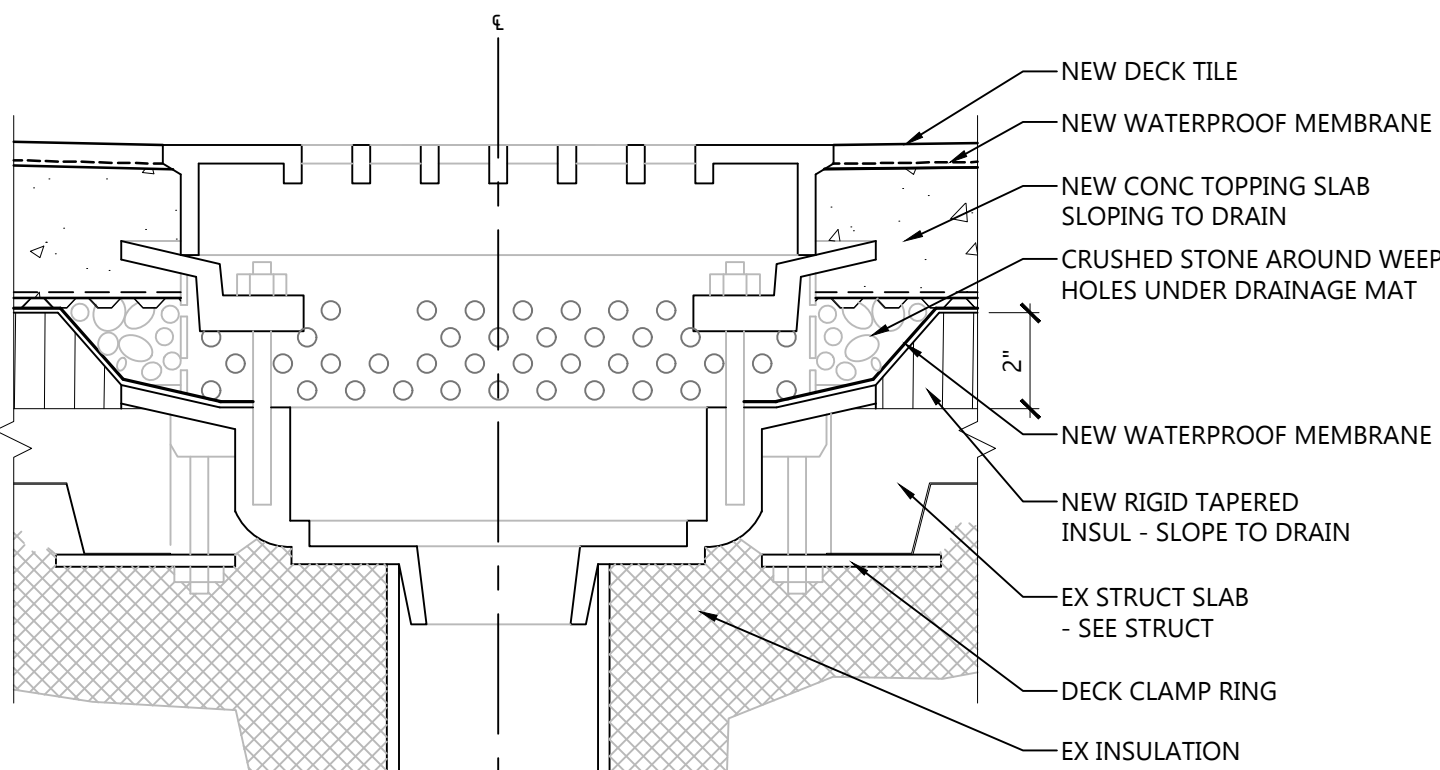 ℄
NEW DECK TILE
NEW WATERPROOF MEMBRANE
NEW CONC TOPPING SLAB
SLOPING TO DRAIN
CRUSHED STONE AROUND WEEP
HOLES UNDER DRAINAGE MAT
2"
NEW WATERPROOF MEMBRANE
NEW RIGID TAPERED
INSUL - SLOPE TO DRAIN
EX STRUCT SLAB
- SEE STRUCT
DECK CLAMP RING
EX INSULATION